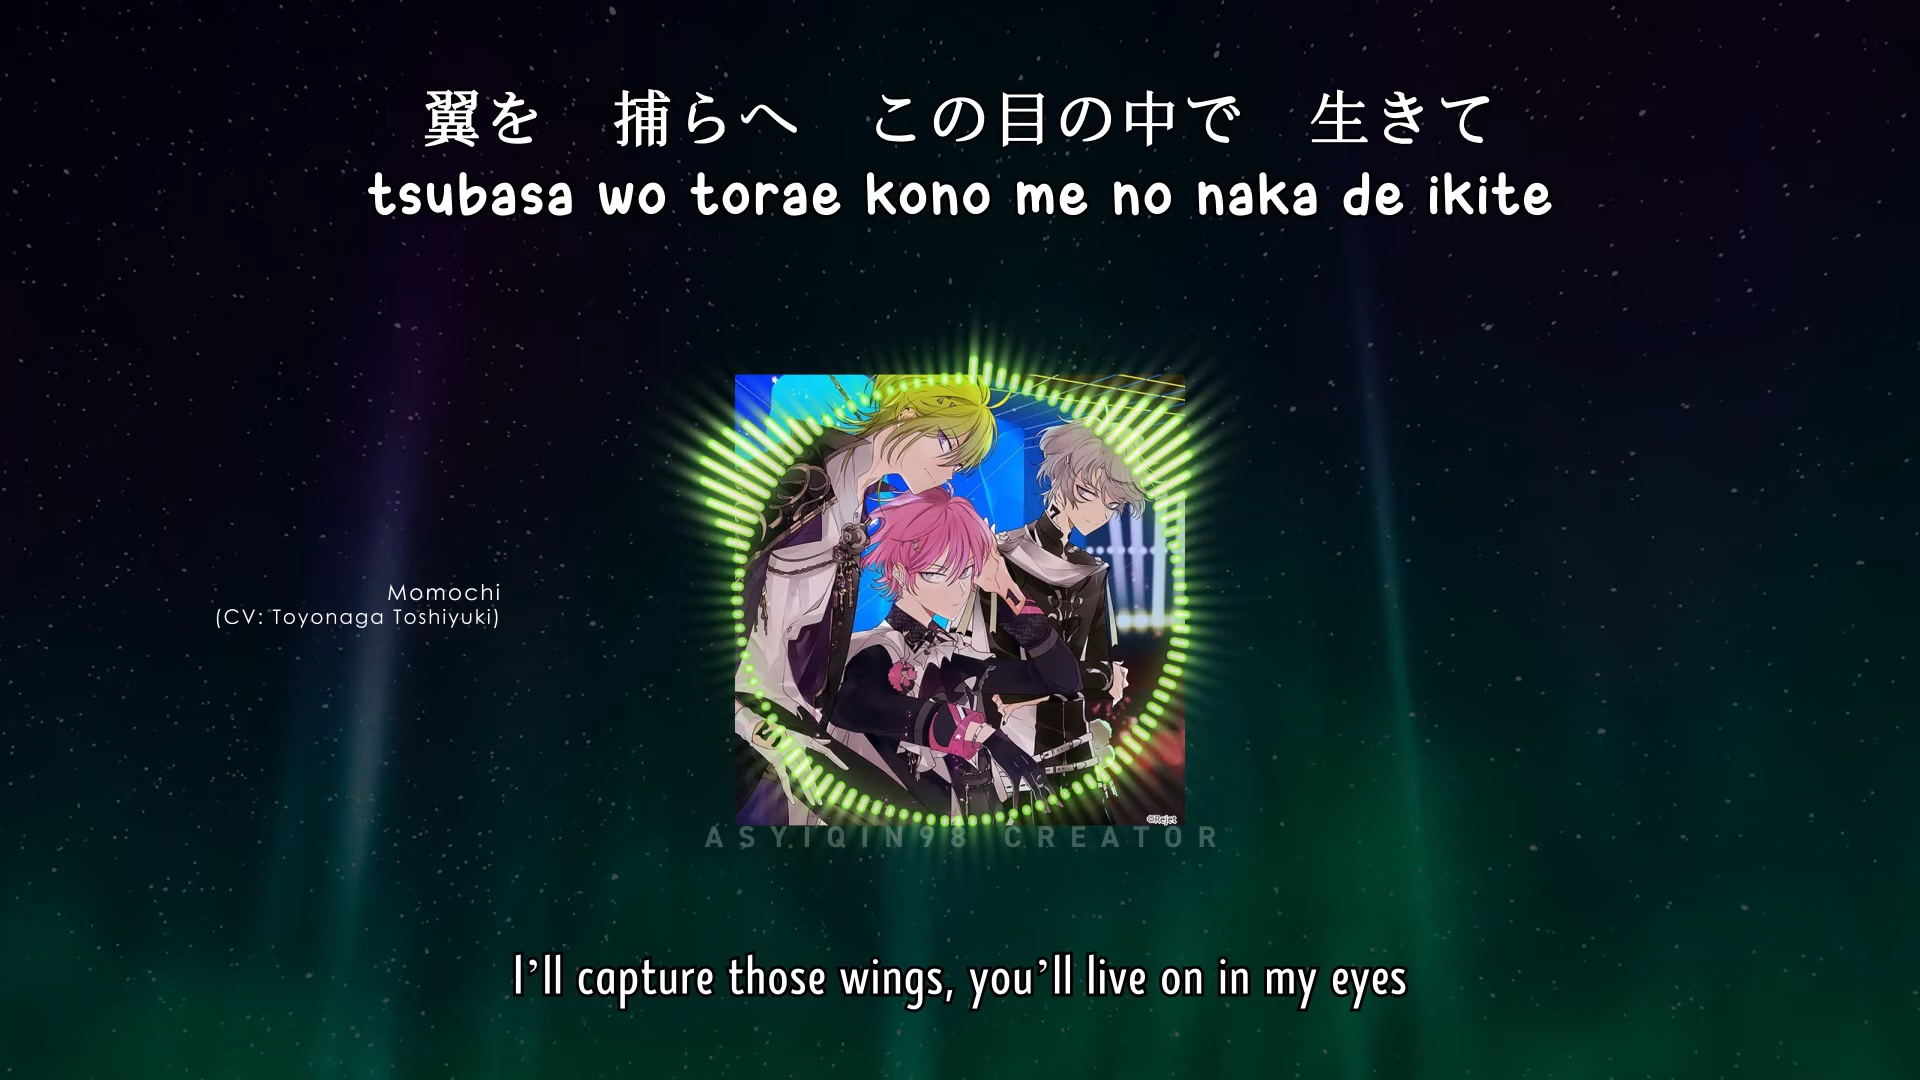 翼を　捕らへ　この目の中で　生きて
tsubasa wo torae kono me no naka de ikite
Momochi
(CV: Toyonaga Toshiyuki)
©Rejet
ASYIQIN98 CREATOR
I’ll capture those wings, you’ll live on in my eyes